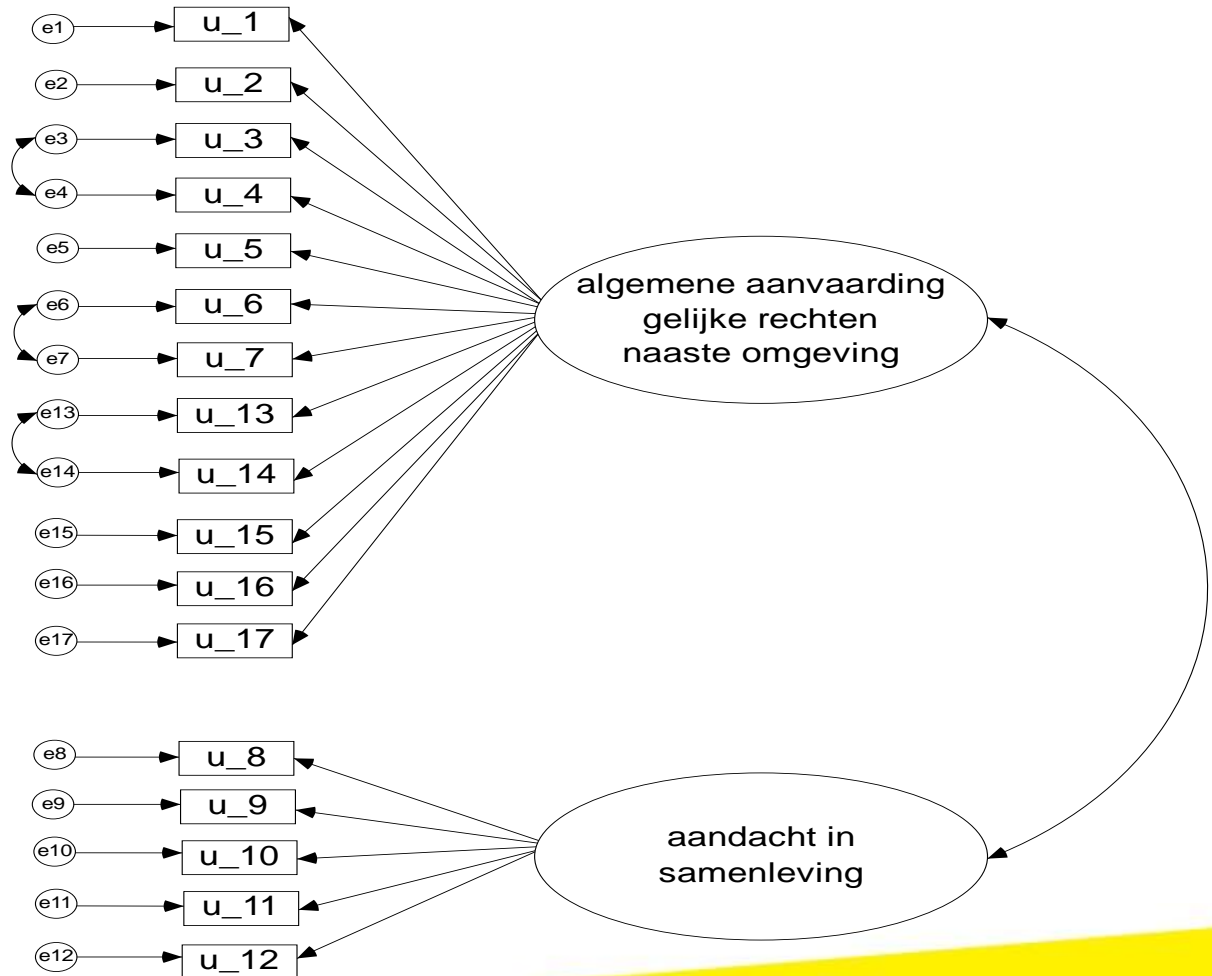 e1 u_1
e2 u_2
e3 u_3
e4 u_4
e5 u_5
e6 u_6
e7 u_7
e13 u_13
e14 u_14
e15 u_15
e16 u_16
e17 u_17
algemene aanvaarding
gelijke rechten
naaste omgeving
e8 u_8
e9 u_9
e10 u_10
e11 u_11
e12 u_12
aandacht in
samenleving